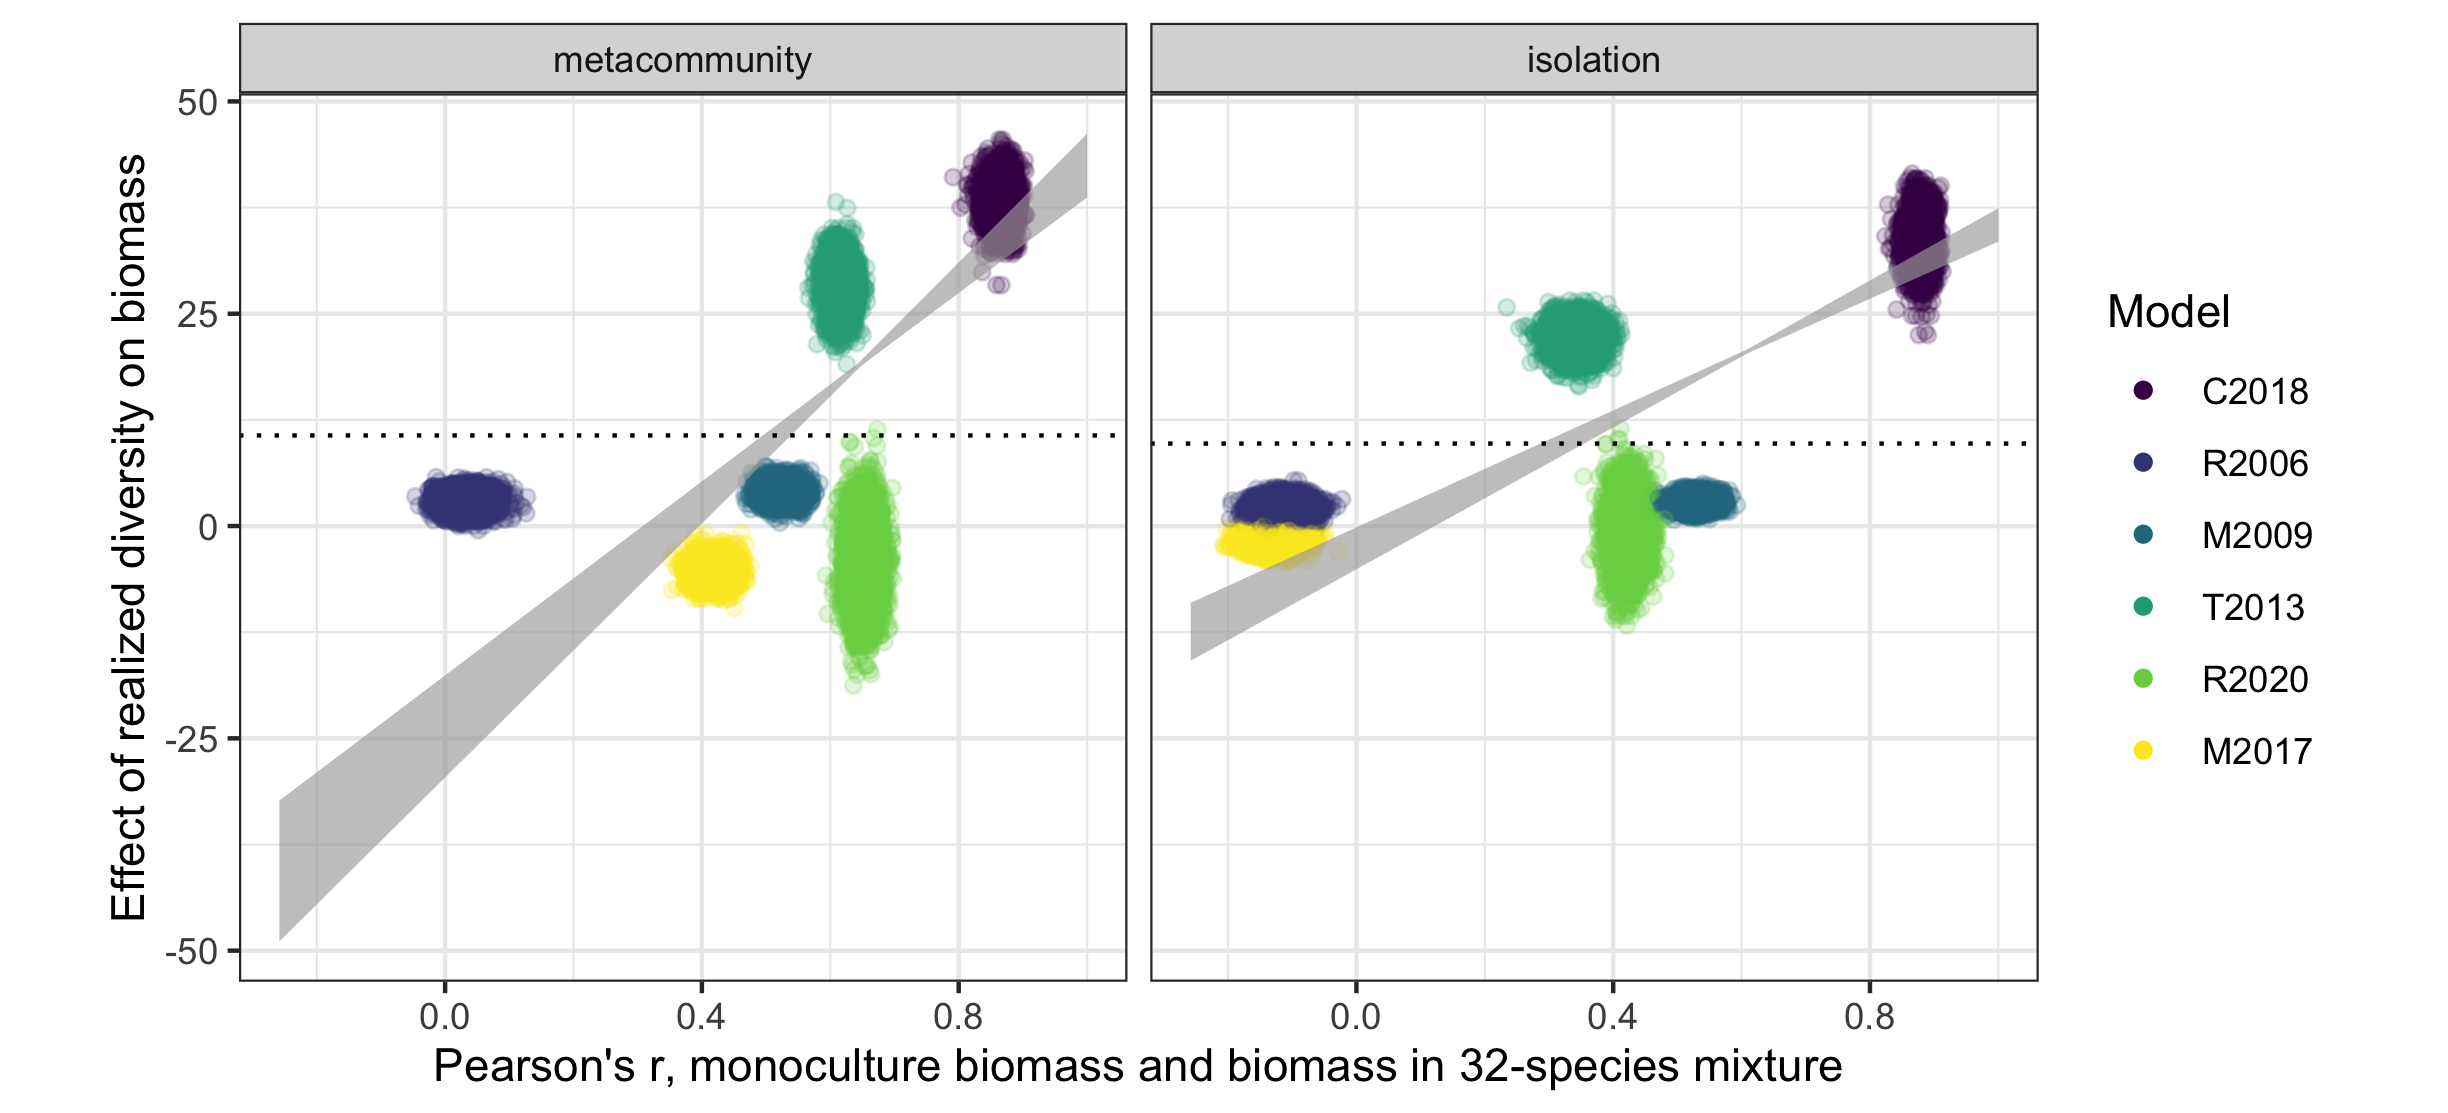 metacommunity
isolation
50
25
0
-25
-50
Effect of realized diversity on biomass
0.0
0.4
0.8
0.0
0.4
0.8
Pearson's r, monoculture biomass and biomass in 32-species mixture
Model
C2018
R2006
M2009
T2013
R2020
M2017